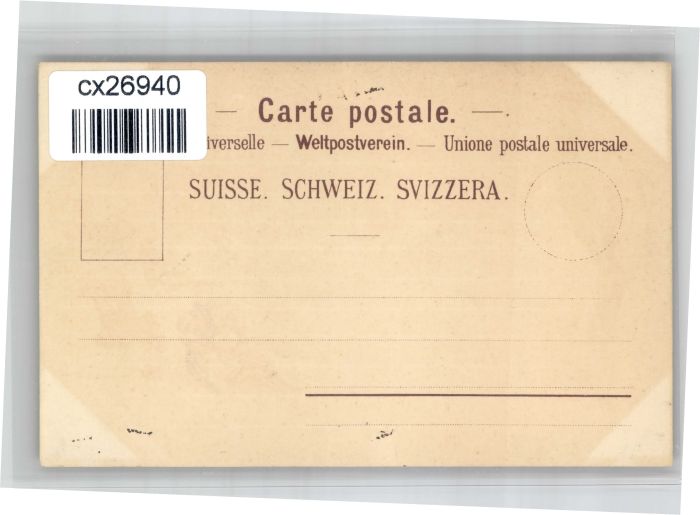 cx26940
— Carte postale. —
iverselle — Weltpostverein. — Unione postale universale.
SUISSE. SCHWEIZ. SVIZZERA.